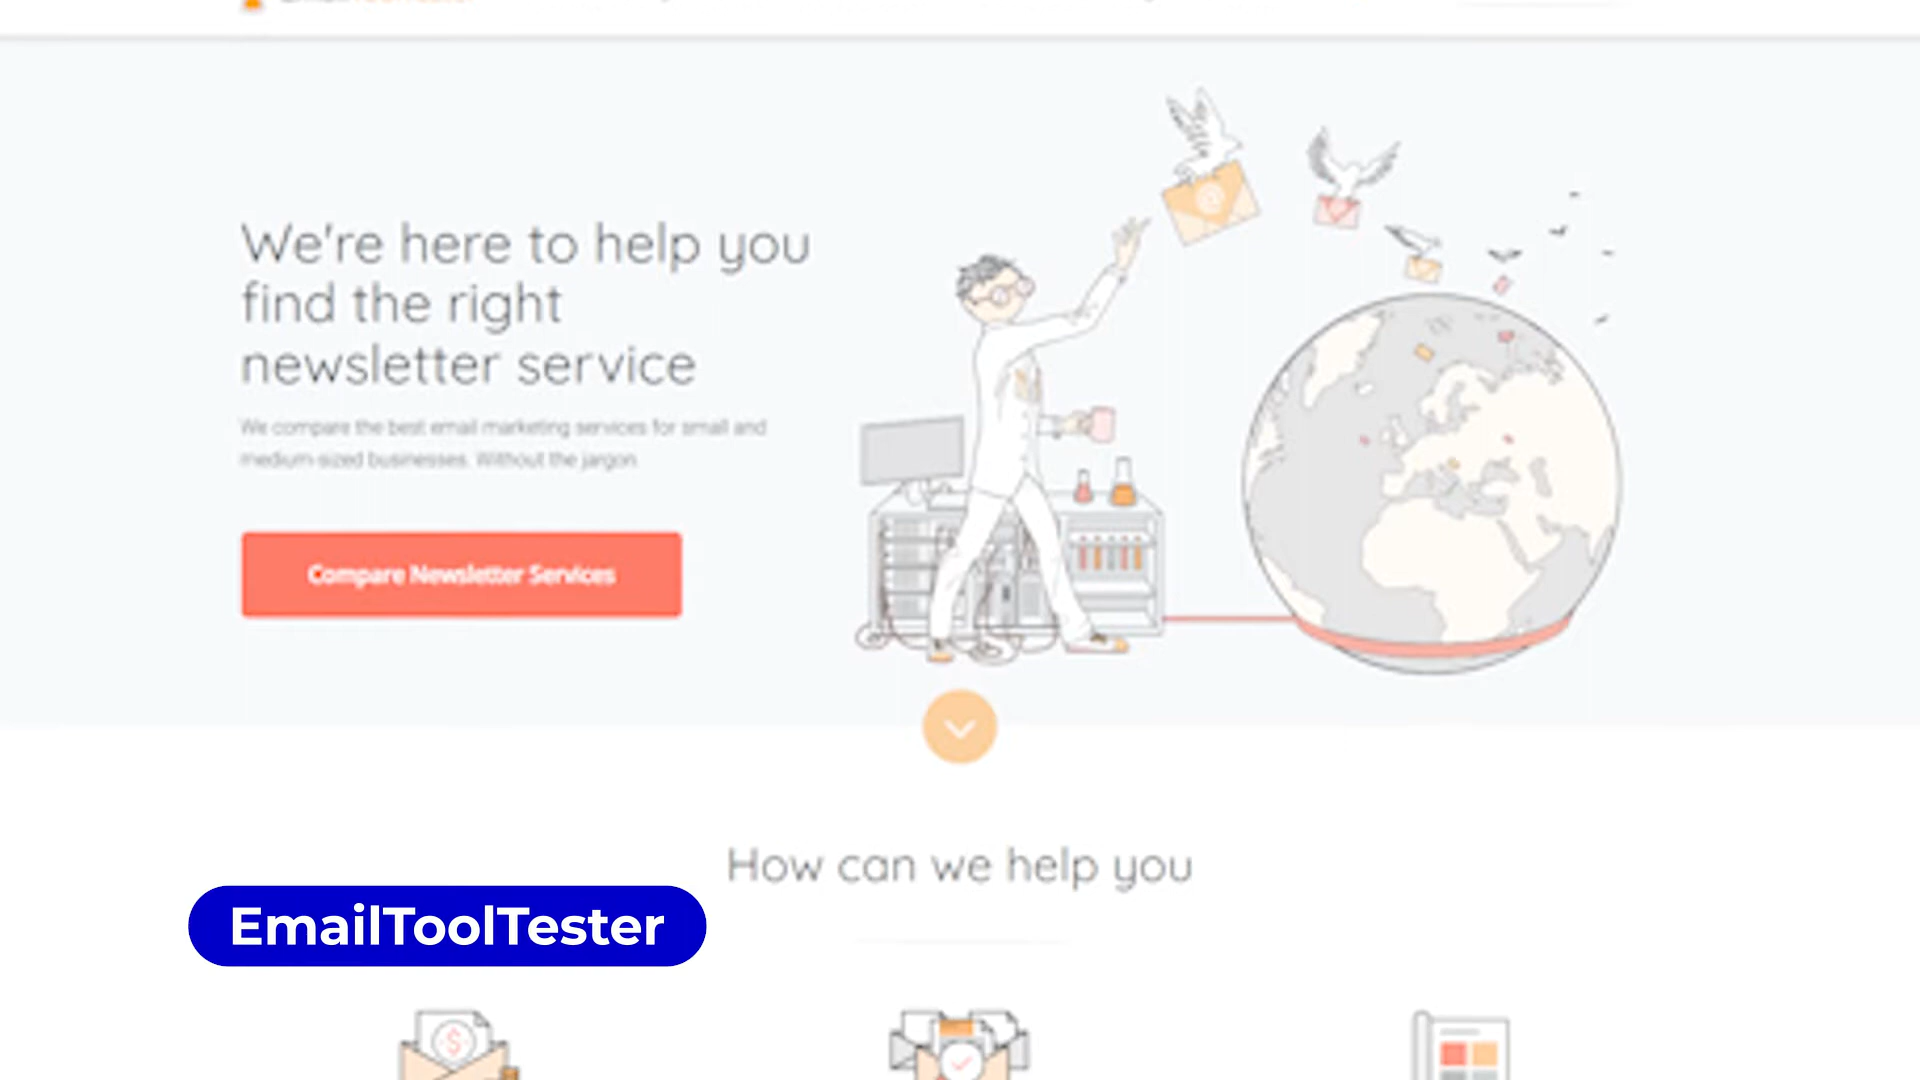 We're here to help you
find the right
newsletter service
We compare the best email marketing services for small and
medium-sized businesses. Without the jargon
Compare Newsletter Services
How can we help you
EmailToolTester